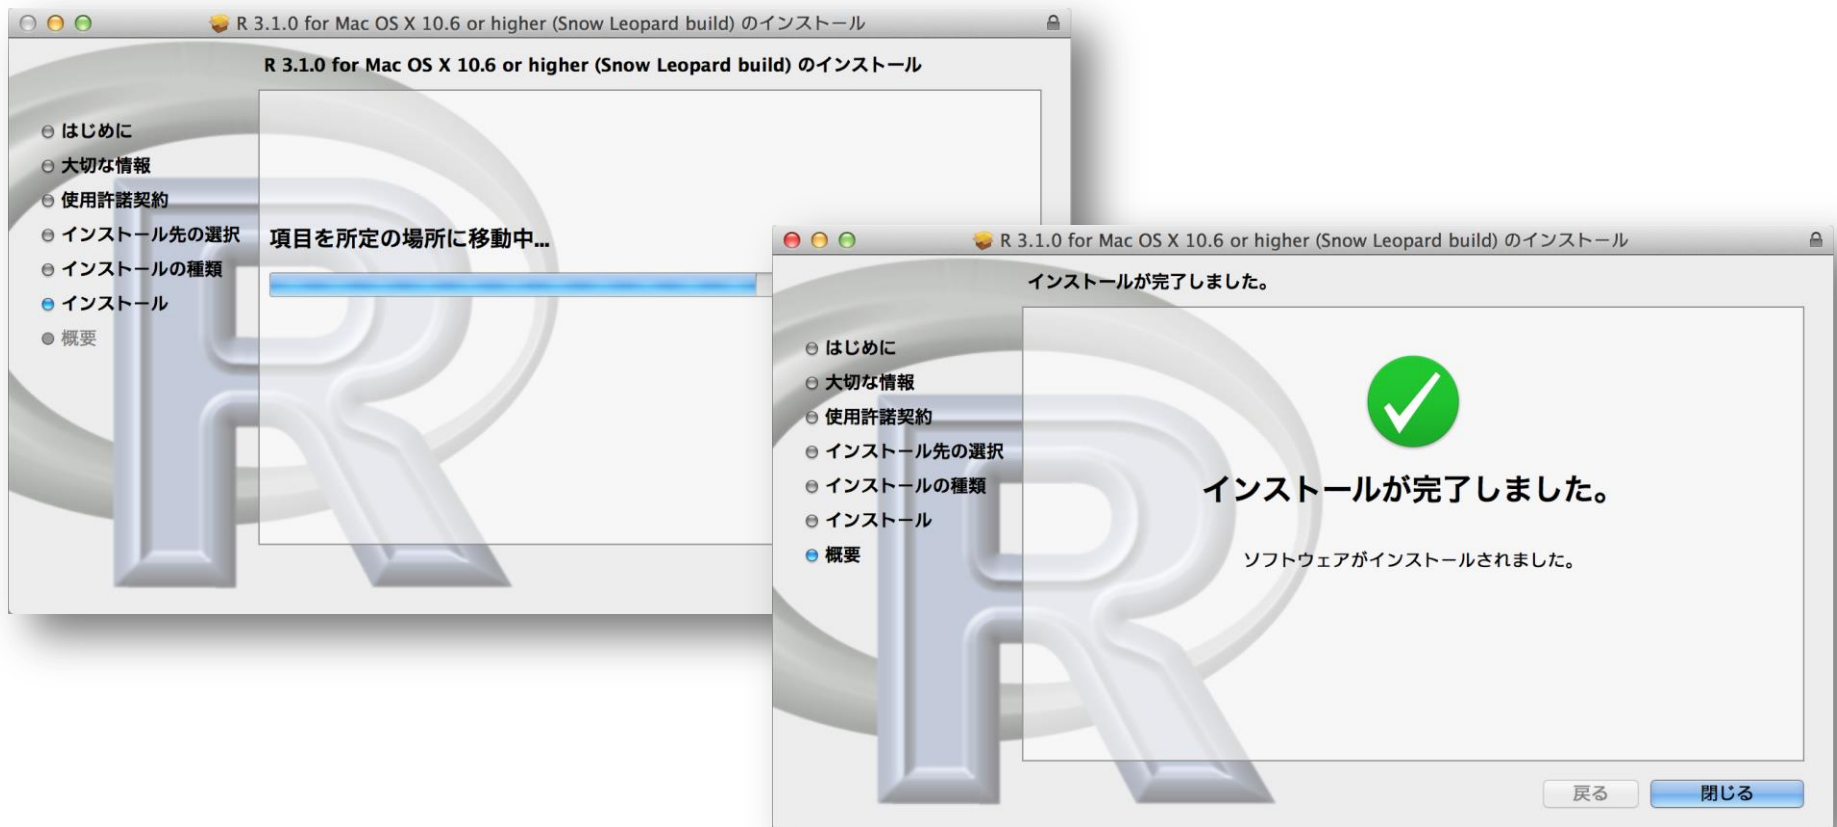 R 3.1.0 for Mac OS X 10.6 or higher (Snow Leopard build) のインストール
R 3.1.0 for Mac OS X 10.6 or higher (Snow Leopard build) のインストール
はじめに
大切な情報
使用許諾契約
インストール先の選択
インストールの種類
インストール
概要
項目を所定の場所に移動中...
R
R 3.1.0 for Mac OS X 10.6 or higher (Snow Leopard build) のインストール
インストールが完了しました。
はじめに
大切な情報
使用許諾契約
インストール先の選択
インストールの種類
インストール
概要
インストールが完了しました。
ソフトウェアがインストールされました。
R
戻る
閉じる